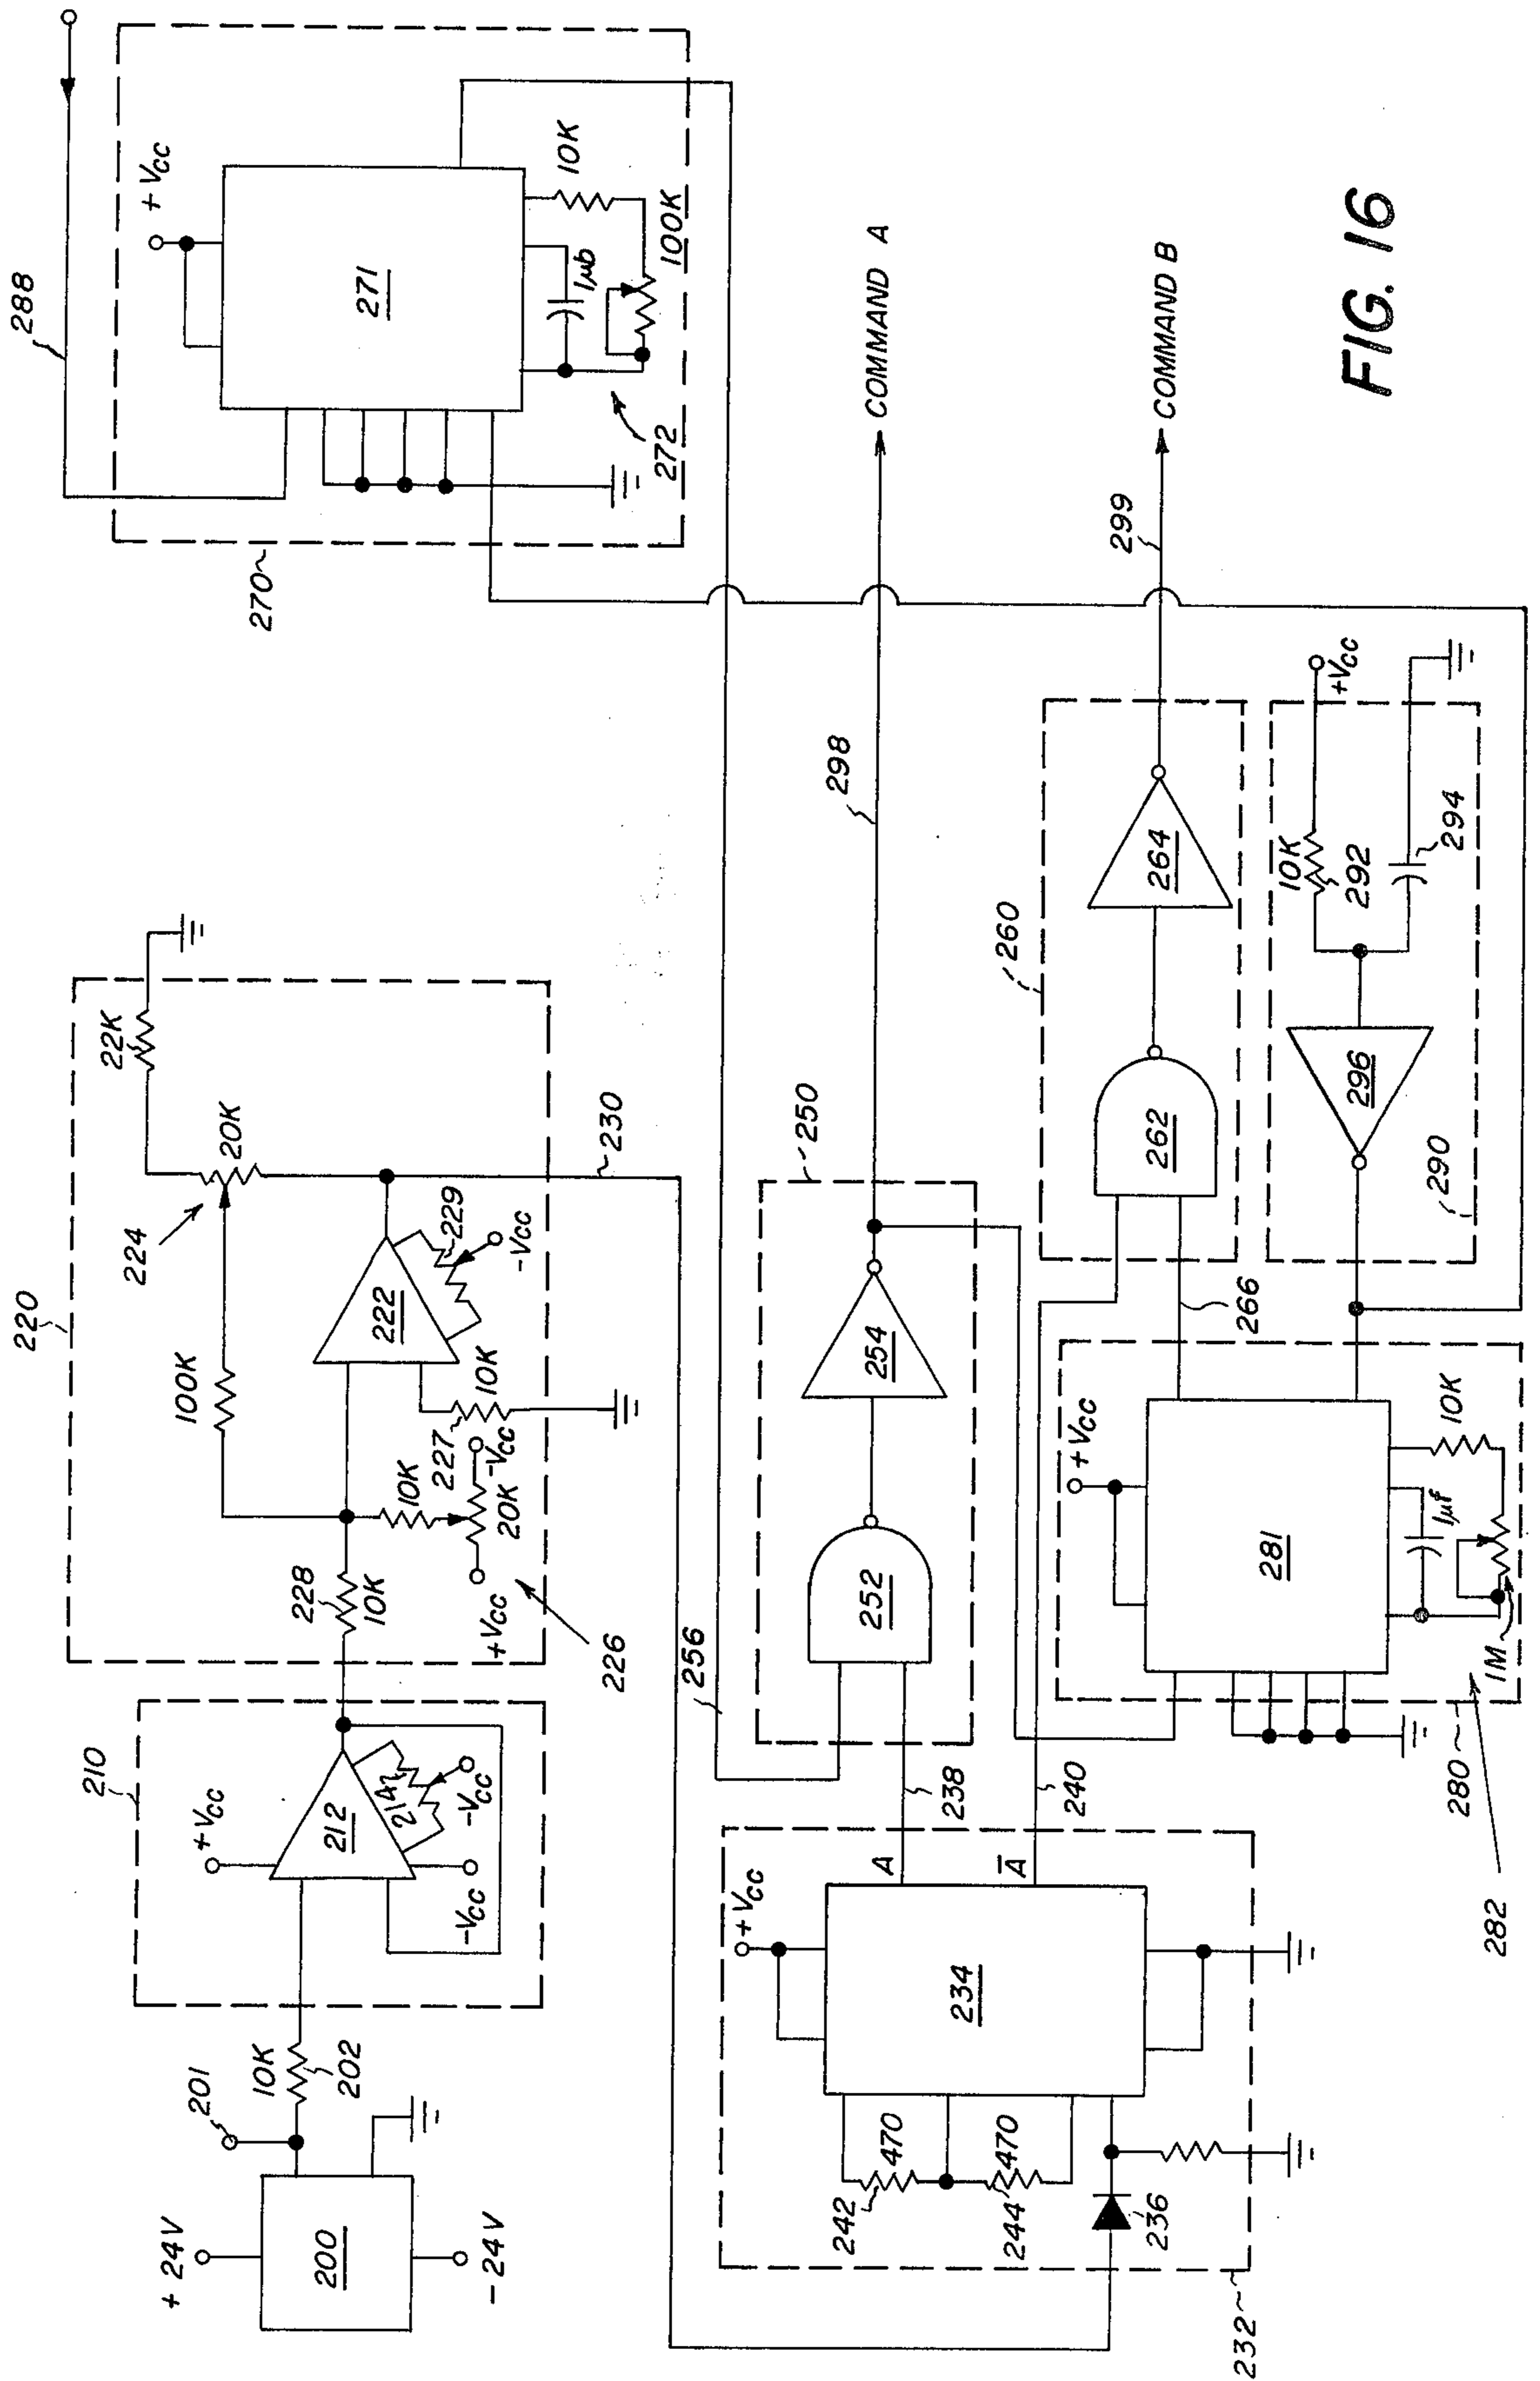 +24V
200
-24V
201
10K
202
210
+Vcc
212
214
-Vcc
-Vcc
220
228
10K
100K
224
20K
22K
222
229
-Vcc
10K
227
10K
+Vcc
20K
-Vcc
226
230
232
+Vcc
234
A
A̅
242
470
244
470
236
238
240
256
250
252
254
298
COMMAND A
260
262
264
266
299
COMMAND B
270
288
+Vcc
271
10K
1µb
100K
272
280
+Vcc
281
10K
1µf
1M
282
290
296
10K
292
+Vcc
294
FIG. 16